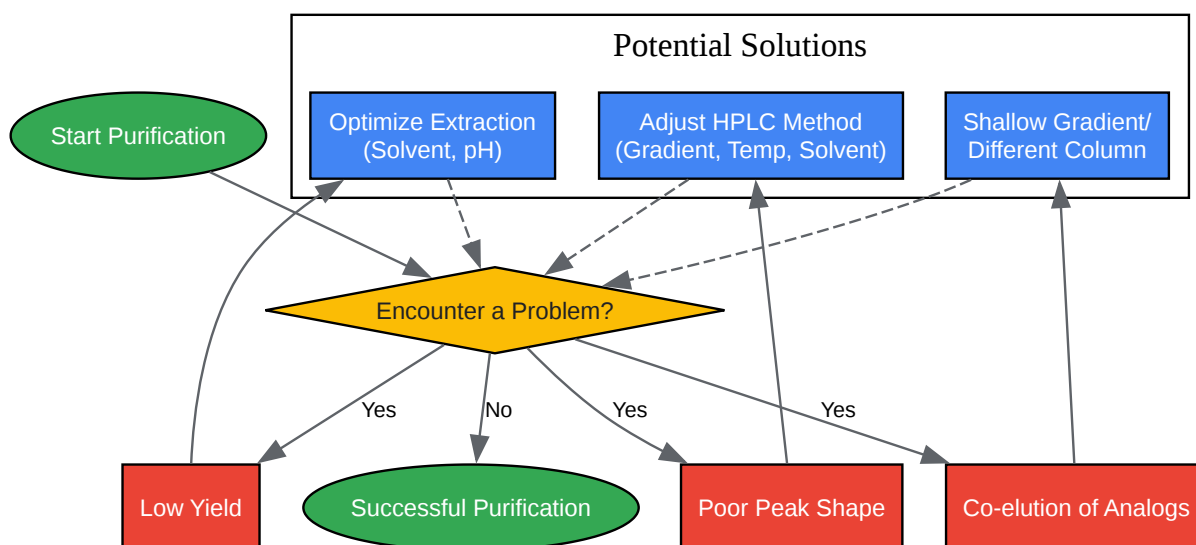 Potential Solutions
Start Purification
Optimize Extraction
(Solvent, pH)
Adjust HPLC Method
(Gradient, Temp, Solvent)
Shallow Gradient/
Different Column
Encounter a Problem?
Yes
No
Yes
Yes
Low Yield
Successful Purification
Poor Peak Shape
Co-elution of Analogs